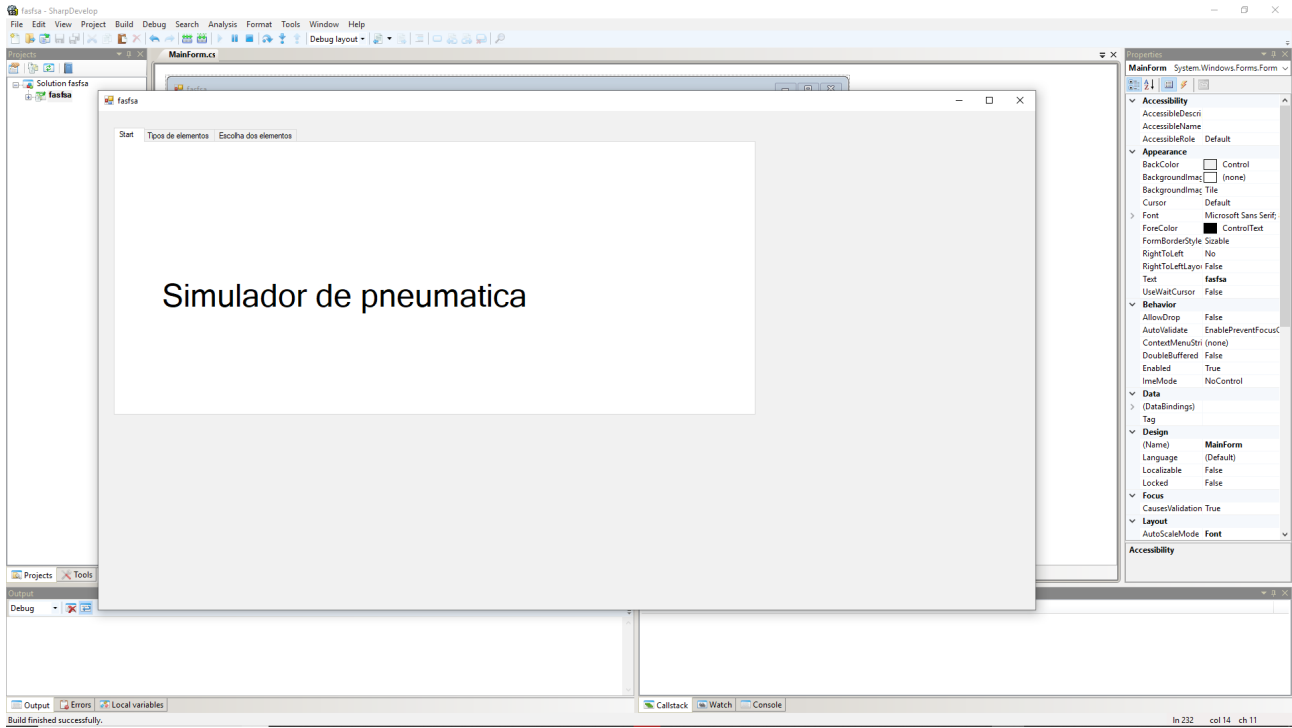 fasfsa - SharpDevelop
File Edit View Project Build Debug Search Analysis Format Tools Window Help
Debug layout
Projects
MainForm.cs
Properties
Solution fasfsa
fasfsa
fasfsa
MainForm System.Windows.Forms.Form
fasfsa
Start Tipos de elementos Escolha dos elementos
Simulador de pneumatica
Accessibility
AccessibleDescri
AccessibleName
AccessibleRole Default
Appearance
BackColor Control
BackgroundImag (none)
BackgroundImag Tile
Cursor Default
Font Microsoft Sans Serif;
ForeColor ControlText
FormBorderStyle Sizable
RightToLeft No
RightToLeftLayou False
Text fasfsa
UseWaitCursor False
Behavior
AllowDrop False
AutoValidate EnablePreventFocusC
ContextMenuStri (none)
DoubleBuffered False
Enabled True
ImeMode NoControl
Data
(DataBindings)
Tag
Design
(Name) MainForm
Language (Default)
Localizable False
Locked False
Focus
CausesValidation True
Layout
AutoScaleMode Font
Accessibility
Projects Tools
Output
Debug
Output Errors Local variables
Callstack Watch Console
Build finished successfully.
ln 232 col 14 ch 11